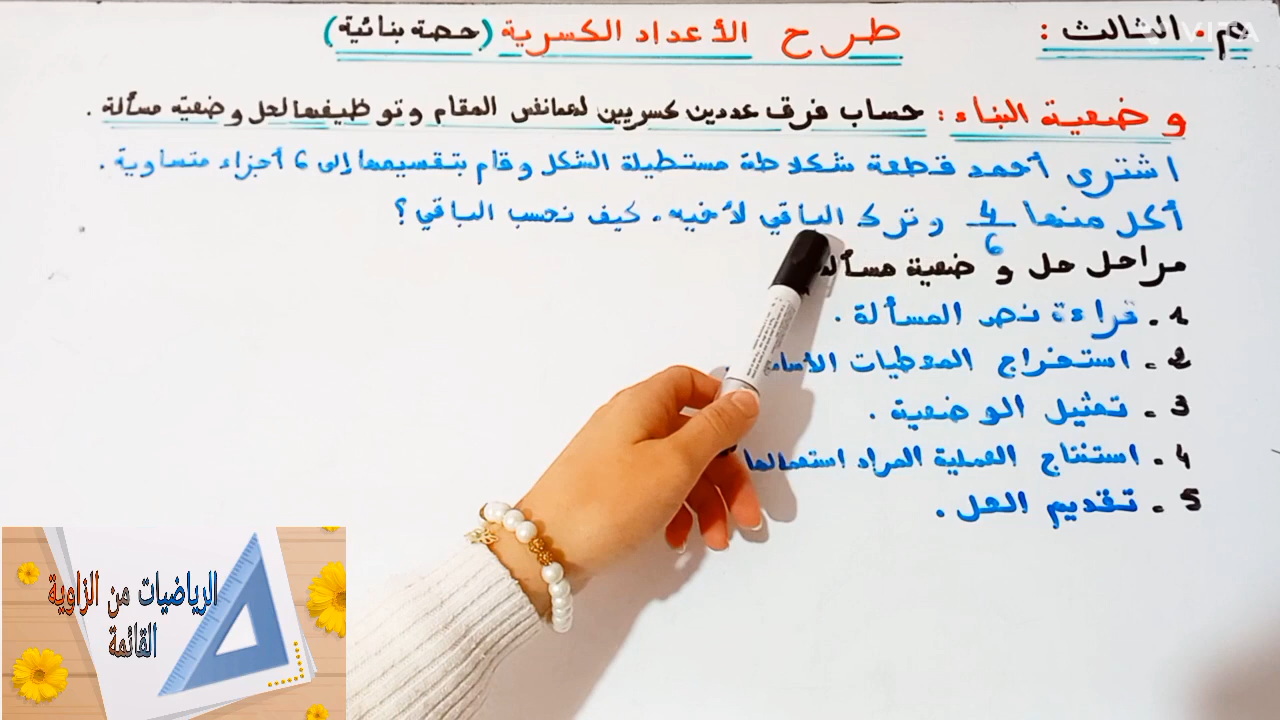 م. الثالث : طرح الأعداد الكسرية (حصة بنائية)
وضعية البناء : حساب فرق عددين كسريين لهما نفس المقام وتوظيفها لحل وضعية مسألة .
اشترى أحمد قطعة شكلاطة مستطيلة الشكل وقام بتقسيمها إلى 6 أجزاء متساوية .
أكل منها 4/6 وترك الباقي لأخيه . كيف نحسب الباقي ؟
مراحل حل وضعية مسألة
1 . قراءة نص المسألة .
2 . استخراج المعطيات
3 . تمثيل الوضعية .
4 . استنتاج العملية المراد استعمالها
5 . تقديم الحل .
الرياضيات من الزاوية
القائمة
VITA